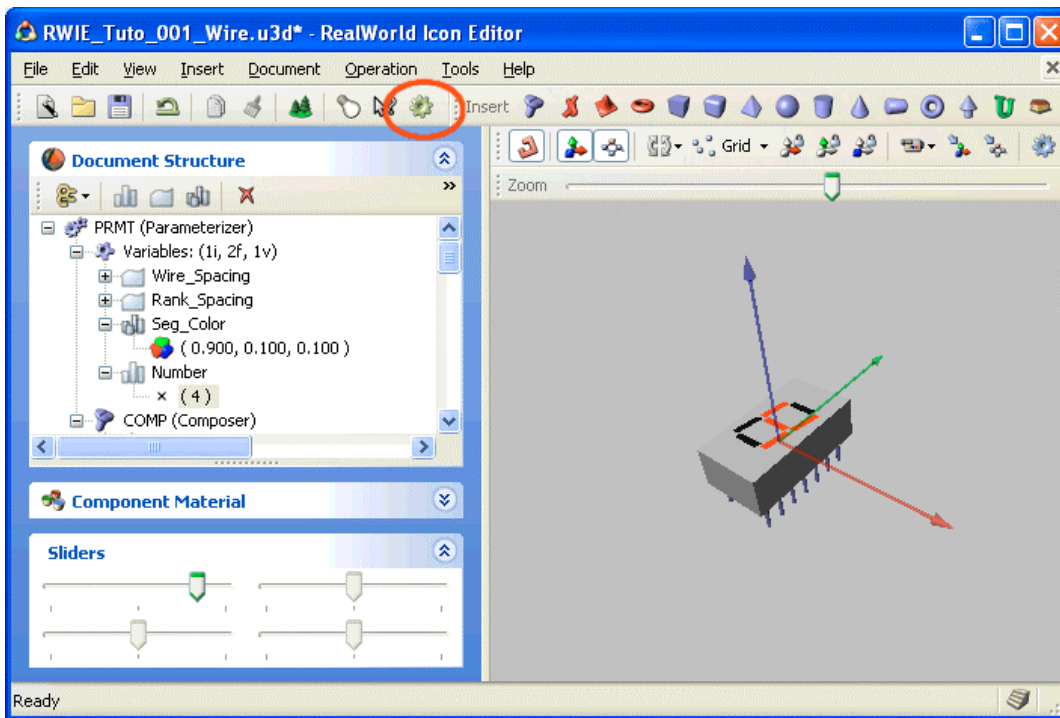 RWIE_Tuto_001_Wire.u3d* - RealWorld Icon Editor
File Edit View Insert Document Operation Tools Help
Insert
Document Structure
Grid
Zoom
PRMT (Parameterizer)
Variables: (1i, 2f, 1v)
Wire_Spacing
Rank_Spacing
Seg_Color
( 0.900, 0.100, 0.100 )
Number
( 4 )
COMP (Composer)
Component Material
Sliders
Ready